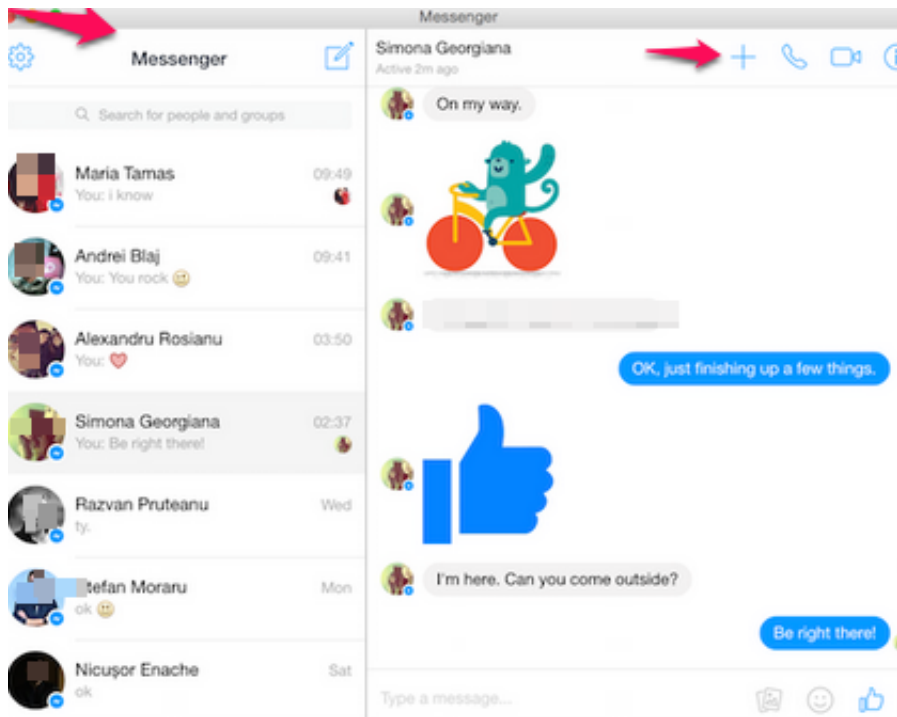 Messenger
Messenger
Search for people and groups
Maria Tamas
09:49
You: i know
Andrei Blaj
09:41
You: You rock
Alexandru Rosianu
03:50
You:
Simona Georgiana
02:37
You: Be right there!
Razvan Pruteanu
Wed
ty.
tefan Moraru
Mon
ok
Nicușor Enache
Sat
ok
Simona Georgiana
Active 2m ago
On my way.
OK, just finishing up a few things.
I'm here. Can you come outside?
Be right there!
Type a message...